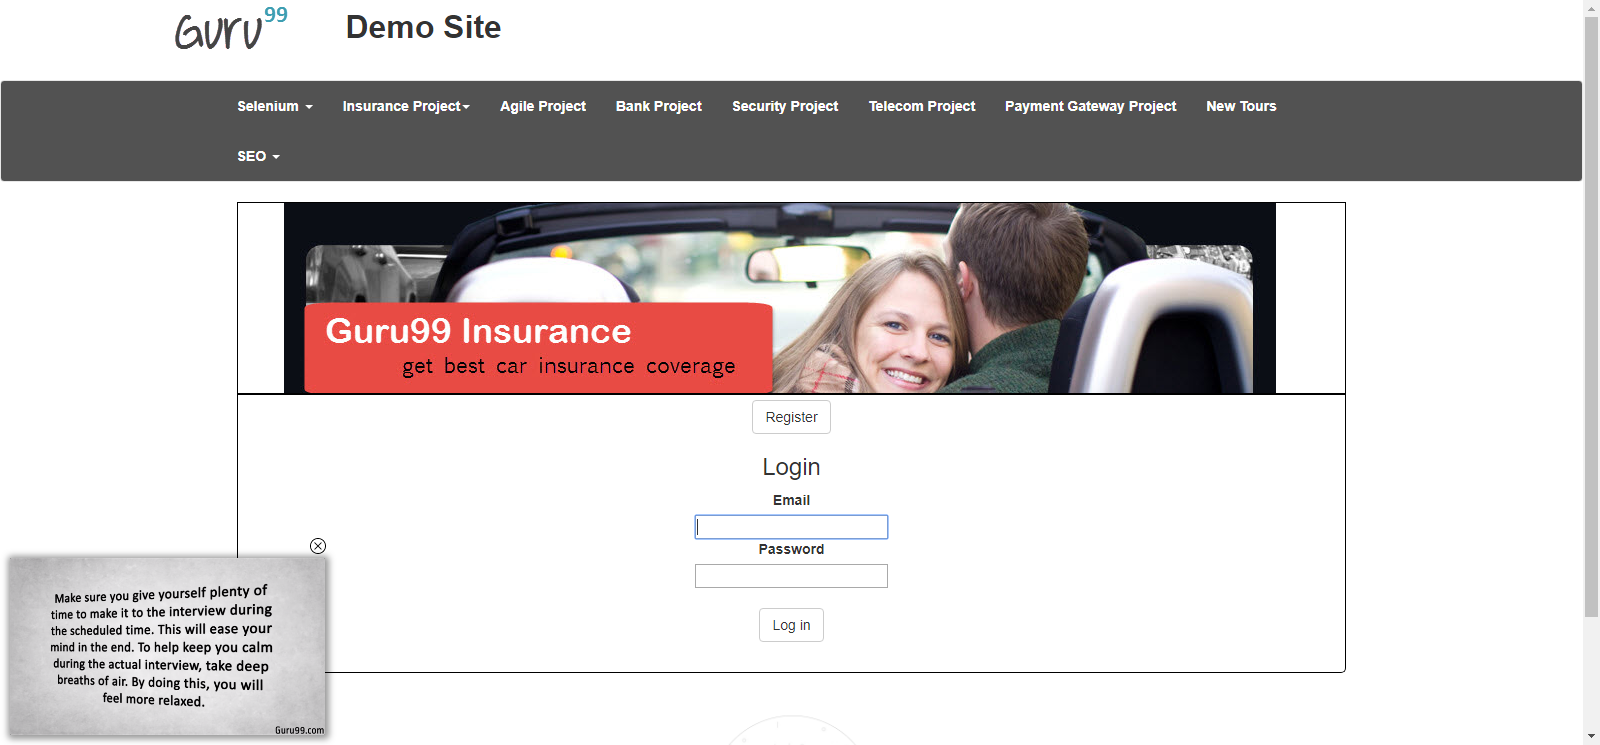 Guru99
Demo Site
Selenium
Insurance Project
Agile Project
Bank Project
Security Project
Telecom Project
Payment Gateway Project
New Tours
SEO
Guru99 Insurance
get best car insurance coverage
Register
Login
Email
Password
Log in
Make sure you give yourself plenty of
time to make it to the interview during
the scheduled time. This will ease your
mind in the end. To help keep you calm
during the actual interview, take deep
breaths of air. By doing this, you will
feel more relaxed.
Guru99.com